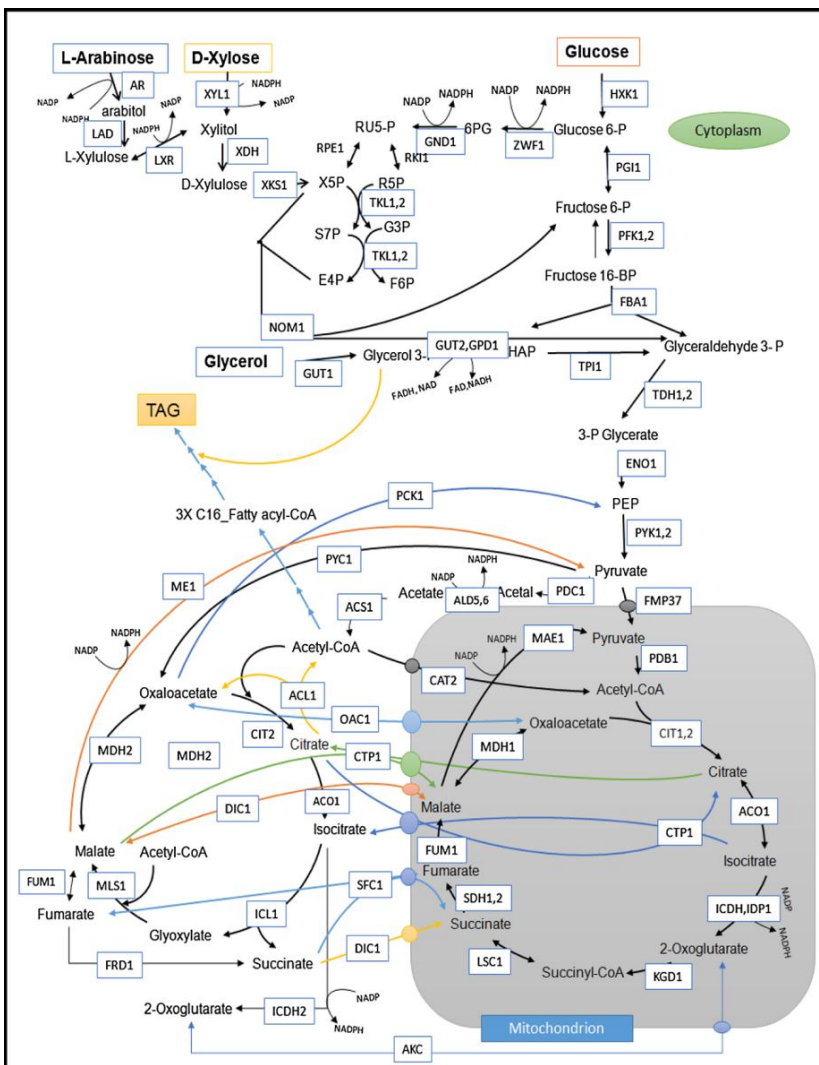 L-Arabinose
D-Xylose
Glucose
AR
NADP
NADPH
arabitol
XYL1
NADPH
NADP
HXK1
LAD
NADPH
NADP
Xylitol
L-Xylulose
LXR
XDH
D-Xylulose
XKS1
RU5-P
NADP
NADPH
GND1
6PG
NADP
NADPH
ZWF1
Glucose 6-P
Cytoplasm
RPE1
RKI1
PGI1
X5P
R5P
TKL1,2
Fructose 6-P
S7P
G3P
PFK1,2
TKL1,2
E4P
F6P
Fructose 16-BP
FBA1
NOM1
Glycerol
GUT1
Glycerol 3-
GUT2,GPD1
HAP
Glyceraldehyde 3- P
TPI1
FADH, NAD
FAD,NADH
TDH1,2
TAG
3-P Glycerate
ENO1
PCK1
PEP
3X C16_Fatty acyl-CoA
PYK1,2
PYC1
Pyruvate
ME1
NADP
NADPH
Acetate
ALD5,6
Acetal
PDC1
FMP37
ACS1
NADP
NADPH
Acetyl-CoA
NADP
NADPH
MAE1
Pyruvate
PDB1
CAT2
Acetyl-CoA
Oxaloacetate
ACL1
OAC1
Oxaloacetate
CIT2
Citrate
CIT1,2
MDH2
MDH2
CTP1
MDH1
Citrate
DIC1
ACO1
Malate
ACO1
Isocitrate
CTP1
Malate
Acetyl-CoA
FUM1
Isocitrate
FUM1
MLS1
Fumarate
Fumarate
SFC1
SDH1,2
ICDH,IDP1
NADP
NADPH
ICL1
Succinate
Glyoxylate
DIC1
2-Oxoglutarate
FRD1
Succinate
LSC1
Succinyl-CoA
KGD1
2-Oxoglutarate
ICDH2
NADP
NADPH
Mitochondrion
AKC